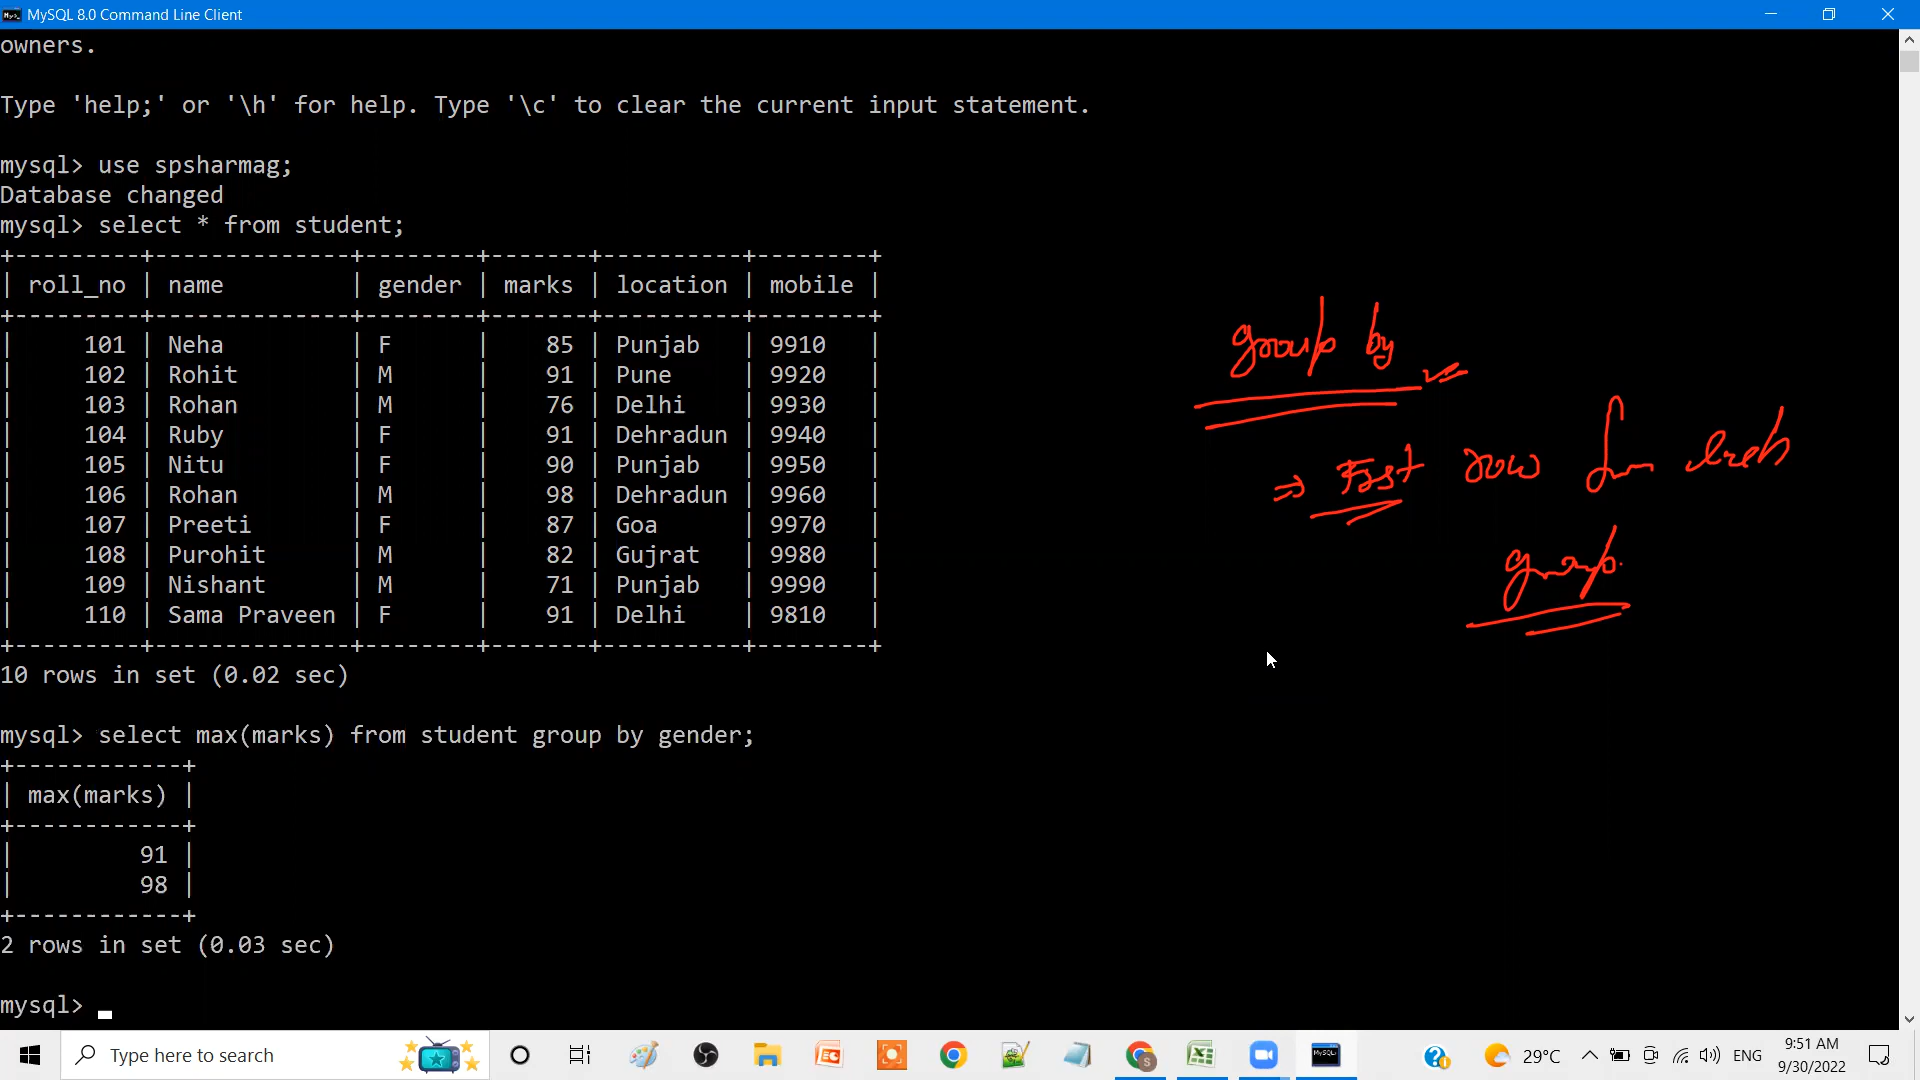 MySQL 8.0 Command Line Client
owners.
Type 'help;' or '\h' for help. Type '\c' to clear the current input statement.
mysql> use spsharmag;
Database changed
mysql> select * from student;
+---------+--------------+--------+-------+----------+--------+
| roll_no | name         | gender | marks | location | mobile |
+---------+--------------+--------+-------+----------+--------+
|     101 | Neha         | F      |    85 | Punjab   | 9910   |
|     102 | Rohit        | M      |    91 | Pune     | 9920   |
|     103 | Rohan        | M      |    76 | Delhi    | 9930   |
|     104 | Ruby         | F      |    91 | Dehradun | 9940   |
|     105 | Nitu         | F      |    90 | Punjab   | 9950   |
|     106 | Rohan        | M      |    98 | Dehradun | 9960   |
|     107 | Preeti       | F      |    87 | Goa      | 9970   |
|     108 | Purohit      | M      |    82 | Gujrat   | 9980   |
|     109 | Nishant      | M      |    71 | Punjab   | 9990   |
|     110 | Sama Praveen | F      |    91 | Delhi    | 9810   |
+---------+--------------+--------+-------+----------+--------+
10 rows in set (0.02 sec)
mysql> select max(marks) from student group by gender;
+------------+
| max(marks) |
+------------+
|         91 |
|         98 |
+------------+
2 rows in set (0.03 sec)
mysql>
group by
⇒ First row from each
group.
Type here to search
29°C
ENG
9:51 AM
9/30/2022